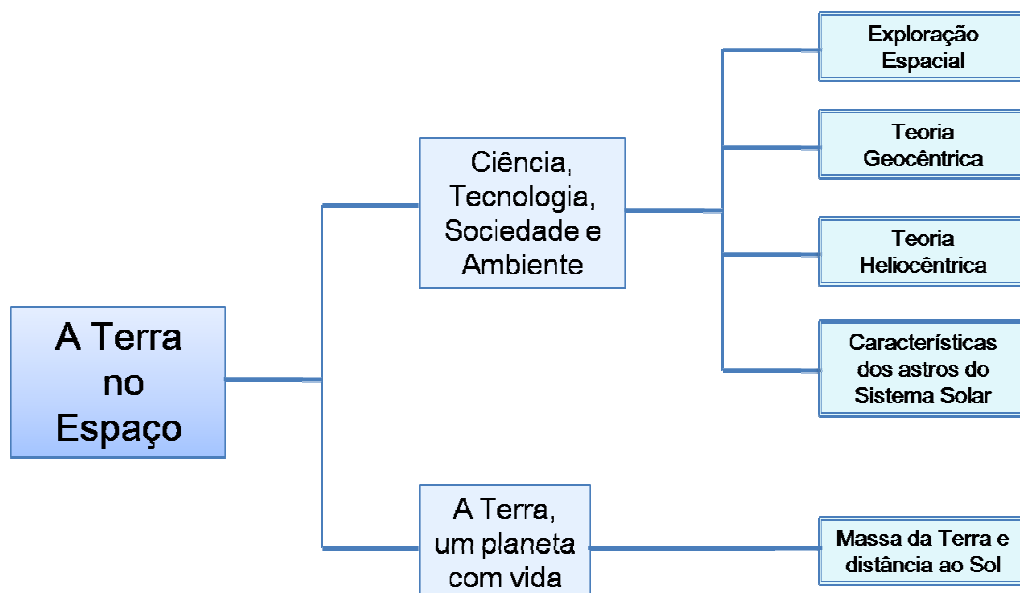 A Terra
no
Espaço
Ciência,
Tecnologia,
Sociedade e
Ambiente
Exploração
Espacial
Teoria
Geocêntrica
Teoria
Heliocêntrica
Características
dos astros do
Sistema Solar
A Terra,
um planeta
com vida
Massa da Terra e
distância ao Sol